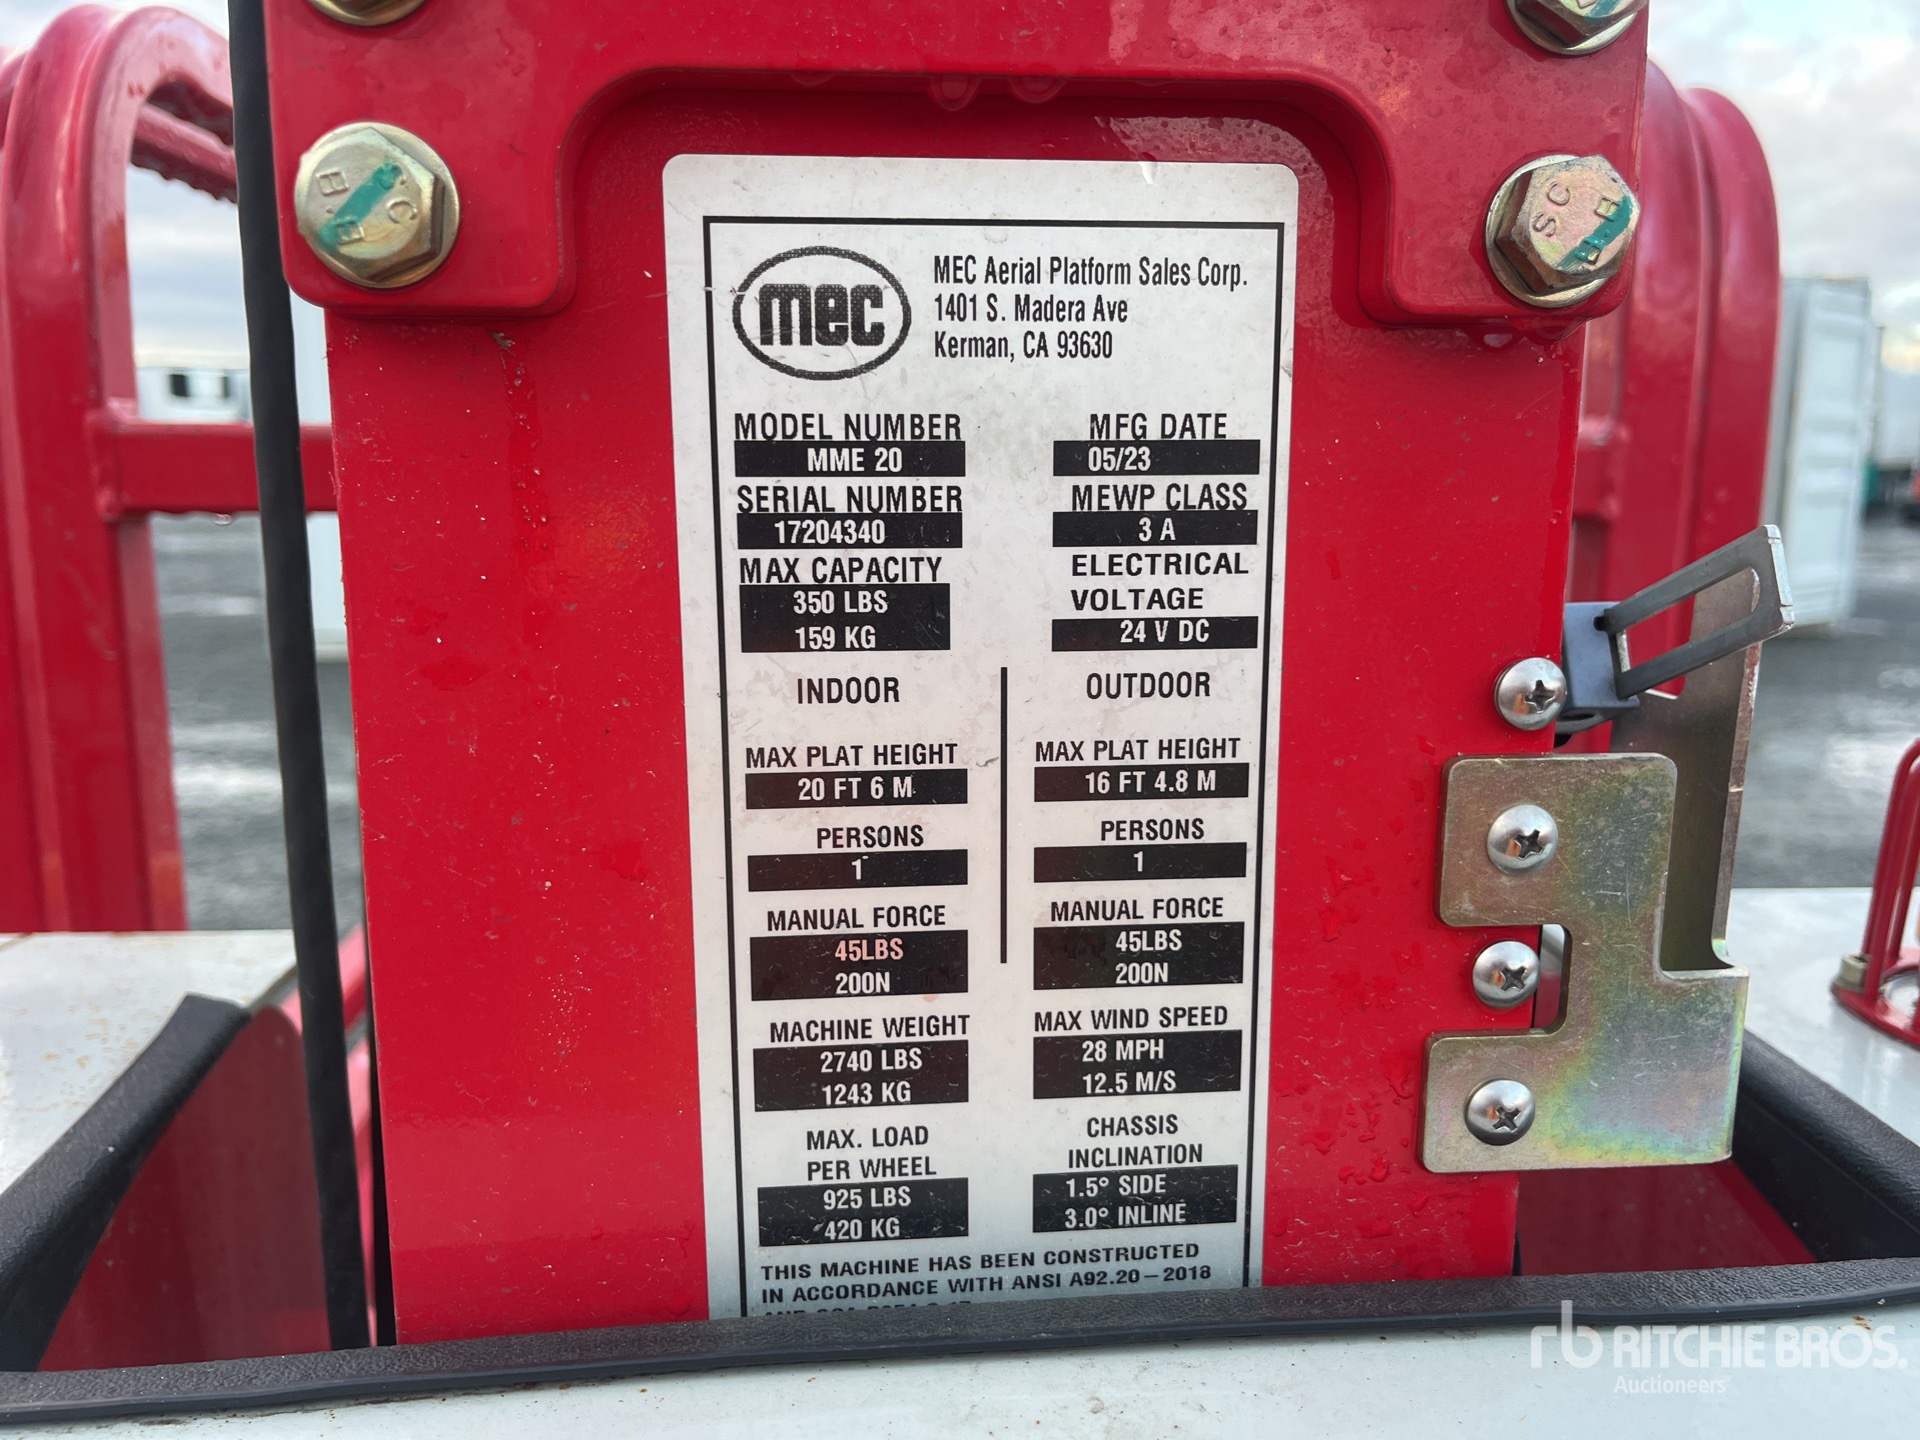 mec
MEC Aerial Platform Sales Corp.
1401 S. Madera Ave
Kerman, CA 93630
MODEL NUMBER
MME 20
MFG DATE
05/23
SERIAL NUMBER
17204340
MEWP CLASS
3 A
MAX CAPACITY
350 LBS
159 KG
ELECTRICAL
VOLTAGE
24 V DC
INDOOR
MAX PLAT HEIGHT
20 FT 6 M
PERSONS
1
MANUAL FORCE
45LBS
200N
MACHINE WEIGHT
2740 LBS
1243 KG
MAX. LOAD
PER WHEEL
925 LBS
420 KG
OUTDOOR
MAX PLAT HEIGHT
16 FT 4.8 M
PERSONS
1
MANUAL FORCE
45LBS
200N
MAX WIND SPEED
28 MPH
12.5 M/S
CHASSIS
INCLINATION
1.5° SIDE
3.0° INLINE
THIS MACHINE HAS BEEN CONSTRUCTED
IN ACCORDANCE WITH ANSI A92.20–2018
rb RITCHIE BROS.
Auctioneers